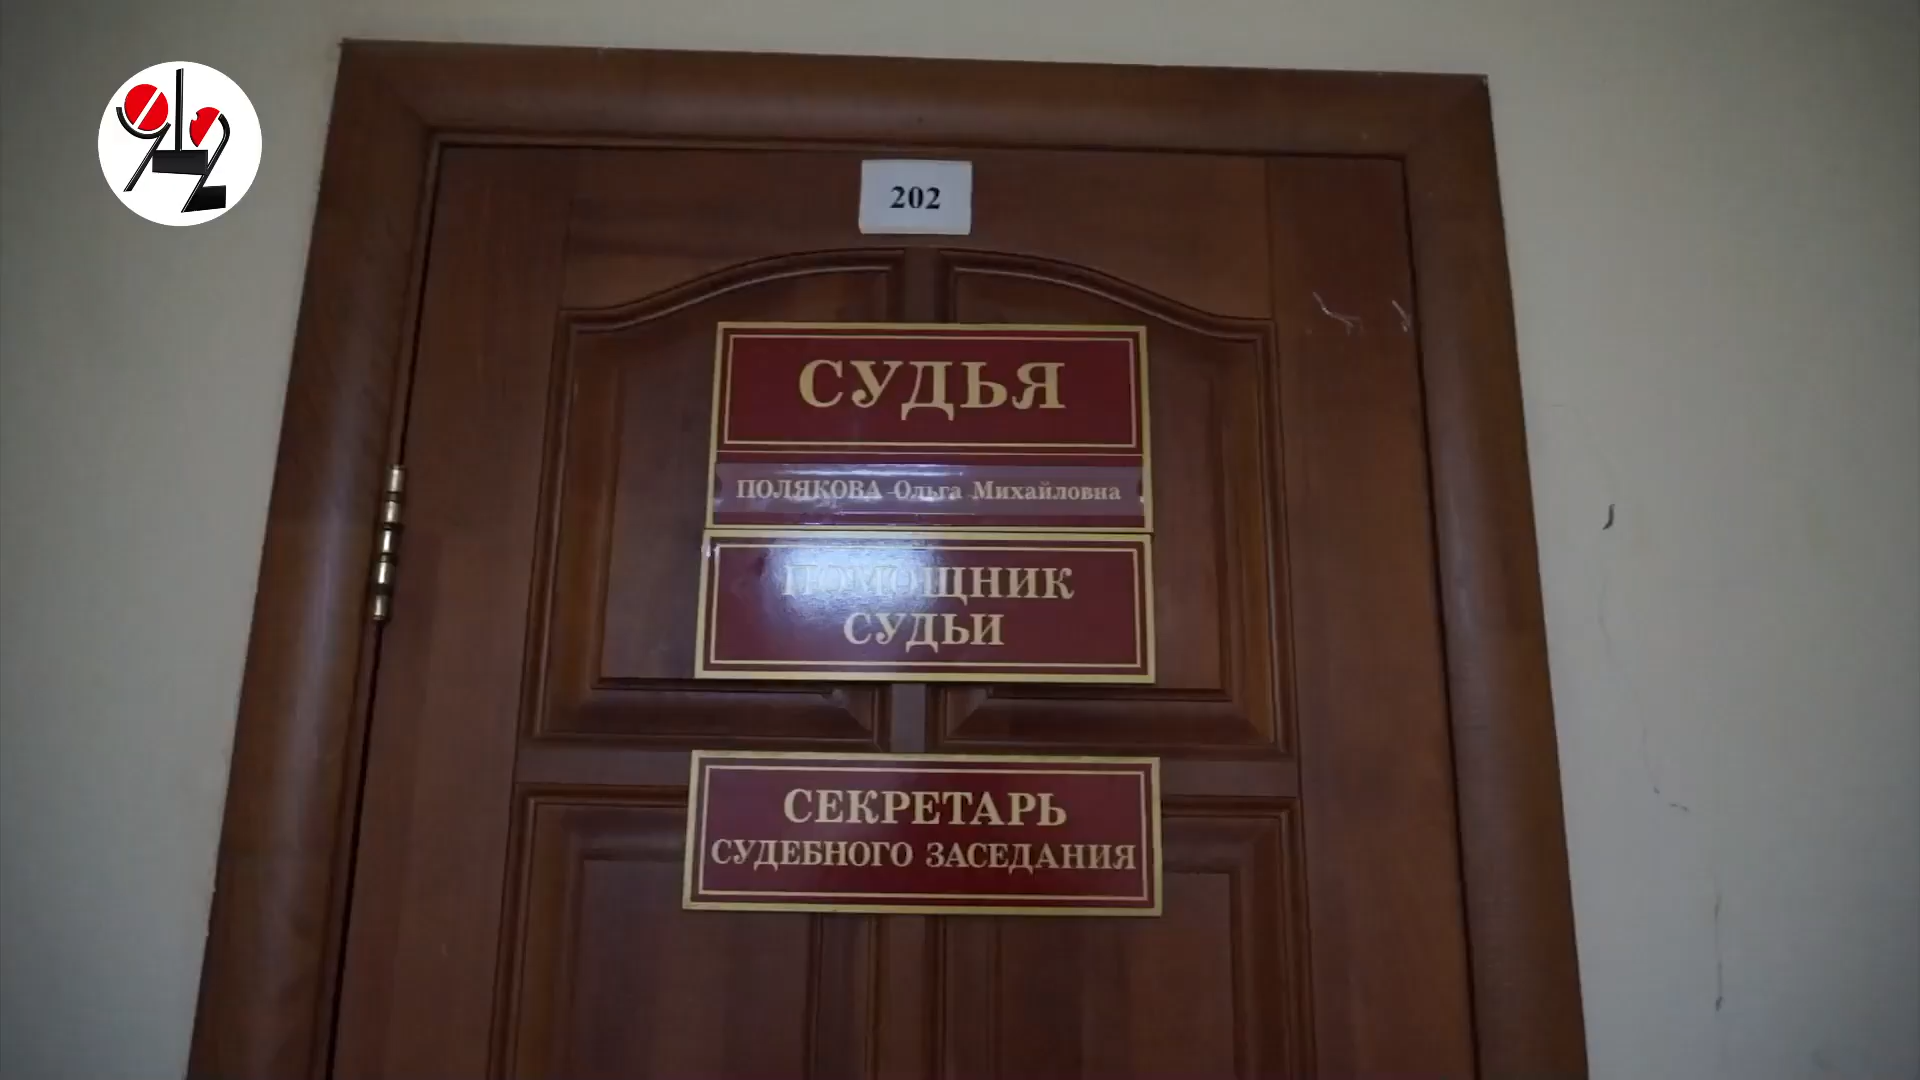 202
СУДЬЯ
ПОЛЯКОВА Ольга Михайловна
ПОМОЩНИК
СУДЬИ
СЕКРЕТАРЬ
СУДЕБНОГО ЗАСЕДАНИЯ